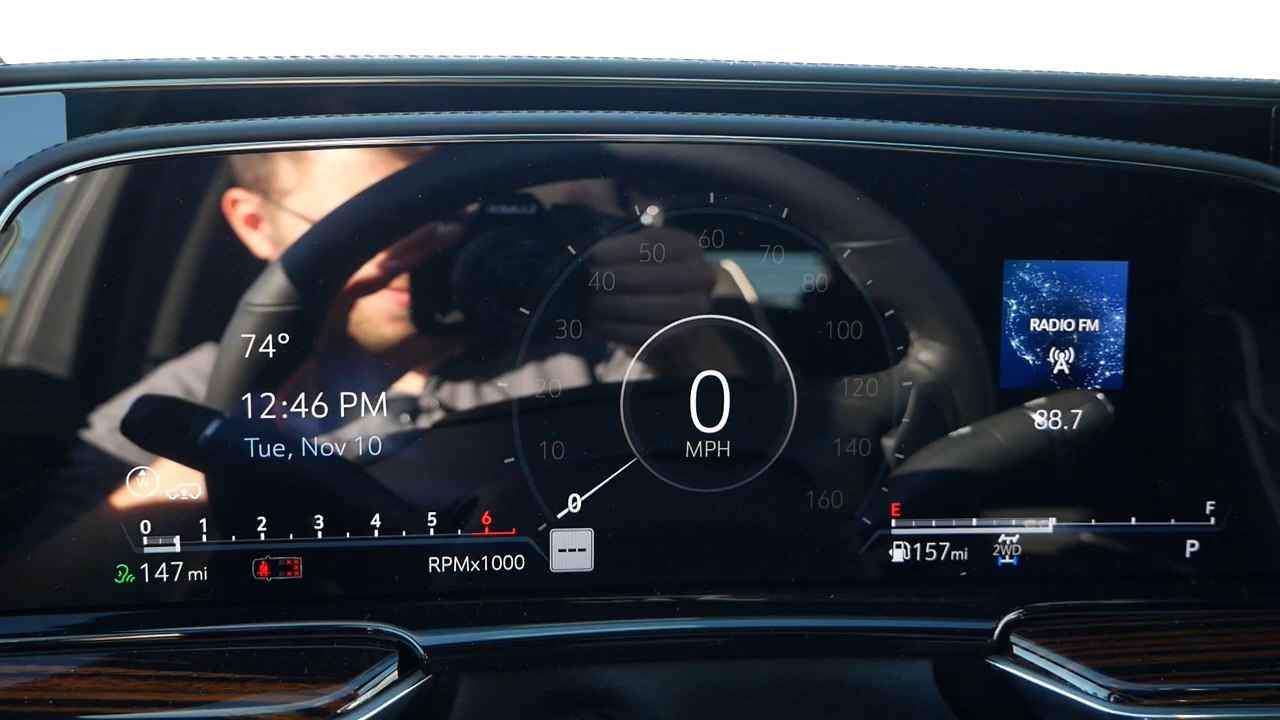 50 60 70
40 80
30 100
20 120
10 140
0 160
0
MPH
74°
12:46 PM
Tue, Nov 10
W
RADIO FM
88.7
0 1 2 3 4 5 6
RPMx1000
147 mi
---
E F
157mi
2WD
P